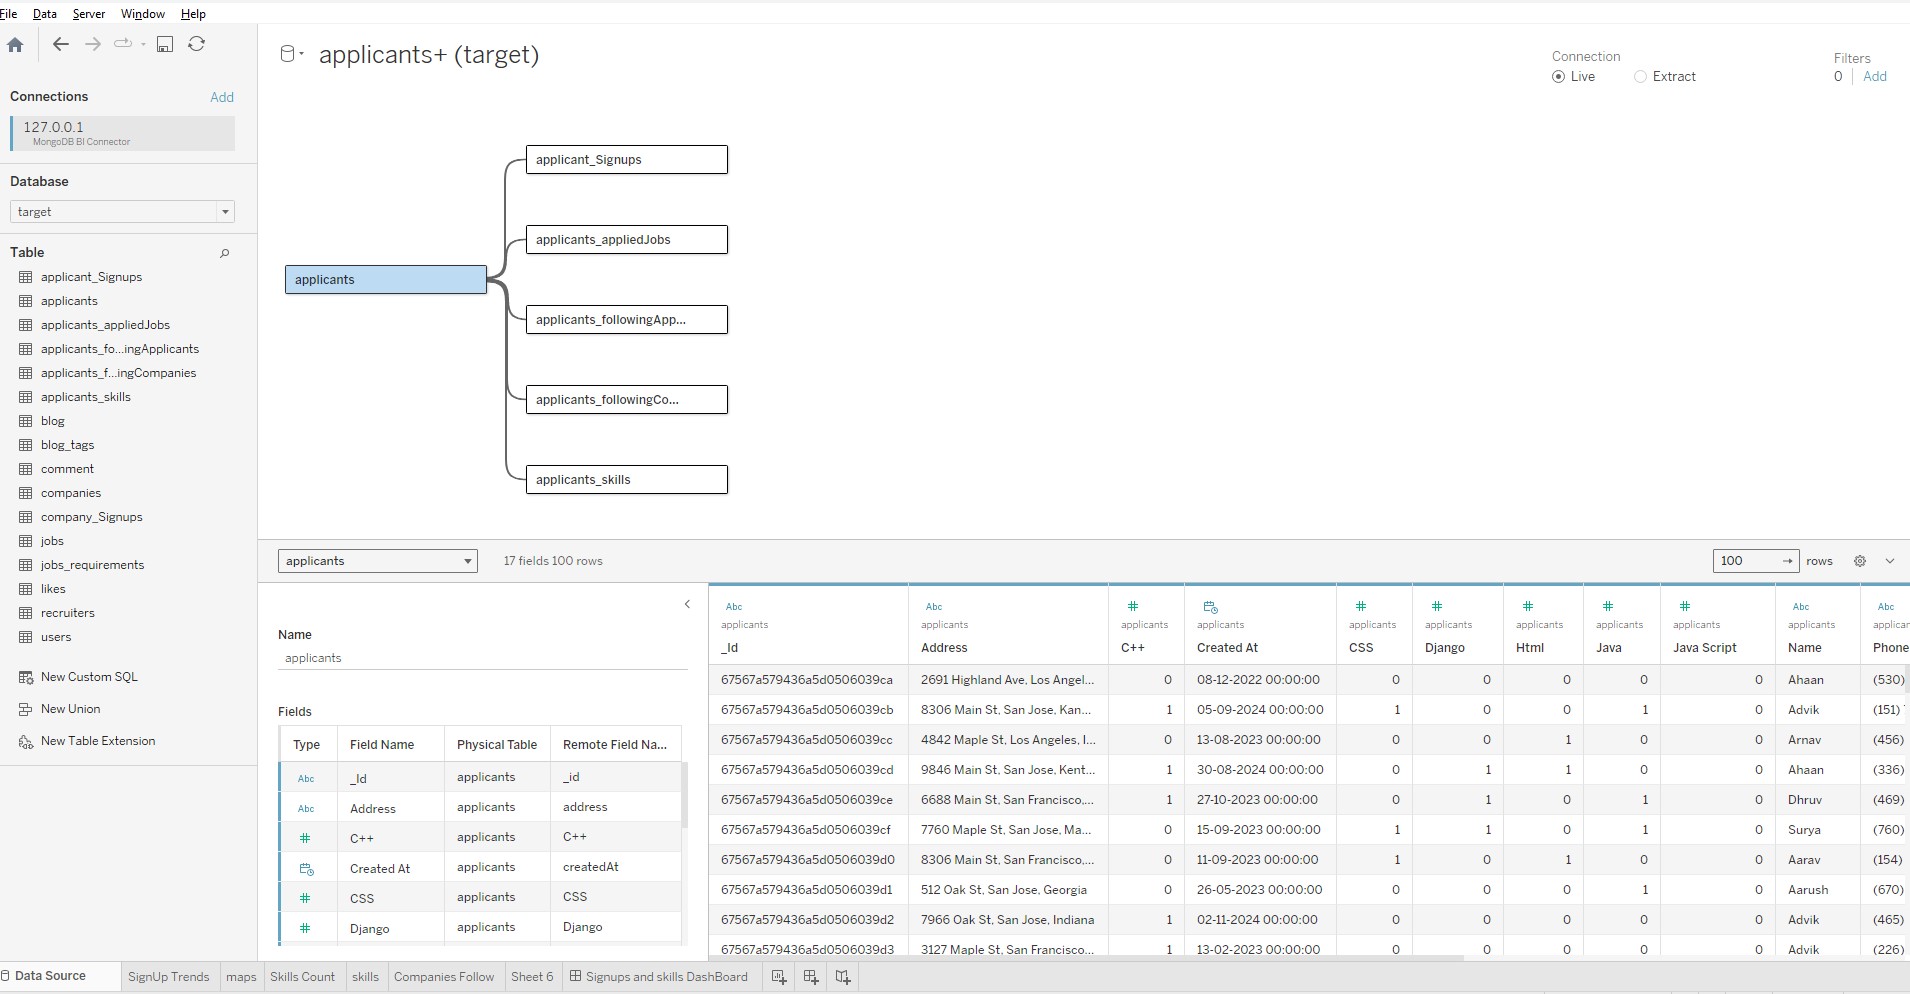 File Data Server Window Help
applicants+ (target)
Connection
Live Extract
Filters
0 Add
Connections Add
127.0.0.1
MongoDB BI Connector
Database
target
Table
applicant_Signups
applicants
applicants_appliedJobs
applicants_fo...ingApplicants
applicants_f...ingCompanies
applicants_skills
blog
blog_tags
comment
companies
company_Signups
jobs
jobs_requirements
likes
recruiters
users
New Custom SQL
New Union
New Table Extension
applicants
applicant_Signups
applicants_appliedJobs
applicants_followingApp...
applicants_followingCo...
applicants_skills
applicants 17 fields 100 rows 100 → rows
Name
applicants
Fields
Type Field Name Physical Table Remote Field Na...
Abc _Id applicants _id
Abc Address applicants address
# C++ applicants C++
Created At applicants createdAt
# CSS applicants CSS
# Django applicants Django
Abc Abc # # # # # # Abc Abc
applicants applicants applicants applicants applicants applicants applicants applicants applicants applicants applican
_Id Address C++ Created At CSS Django Html Java Java Script Name Phone
67567a579436a5d0506039ca 2691 Highland Ave, Los Angel... 0 08-12-2022 00:00:00 0 0 0 0 0 Ahaan (530)
67567a579436a5d0506039cb 8306 Main St, San Jose, Kan... 1 05-09-2024 00:00:00 1 0 0 1 0 Advik (151)
67567a579436a5d0506039cc 4842 Maple St, Los Angeles, I... 0 13-08-2023 00:00:00 0 0 1 0 0 Arnav (456)
67567a579436a5d0506039cd 9846 Main St, San Jose, Kent... 1 30-08-2024 00:00:00 0 1 1 0 0 Ahaan (336)
67567a579436a5d0506039ce 6688 Main St, San Francisco,... 1 27-10-2023 00:00:00 0 1 0 1 0 Dhruv (469)
67567a579436a5d0506039cf 7760 Maple St, San Jose, Ma... 0 15-09-2023 00:00:00 1 1 0 1 0 Surya (760)
67567a579436a5d0506039d0 8306 Main St, San Francisco,... 0 11-09-2023 00:00:00 1 0 1 0 0 Aarav (154)
67567a579436a5d0506039d1 512 Oak St, San Jose, Georgia 0 26-05-2023 00:00:00 0 0 0 1 0 Aarush (670)
67567a579436a5d0506039d2 7966 Oak St, San Jose, Indiana 1 02-11-2024 00:00:00 0 0 0 0 0 Advik (465)
67567a579436a5d0506039d3 3127 Maple St, San Francisco... 1 13-02-2023 00:00:00 0 0 0 0 0 Advik (226)
Data Source SignUp Trends maps Skills Count skills Companies Follow Sheet 6 Signups and skills DashBoard